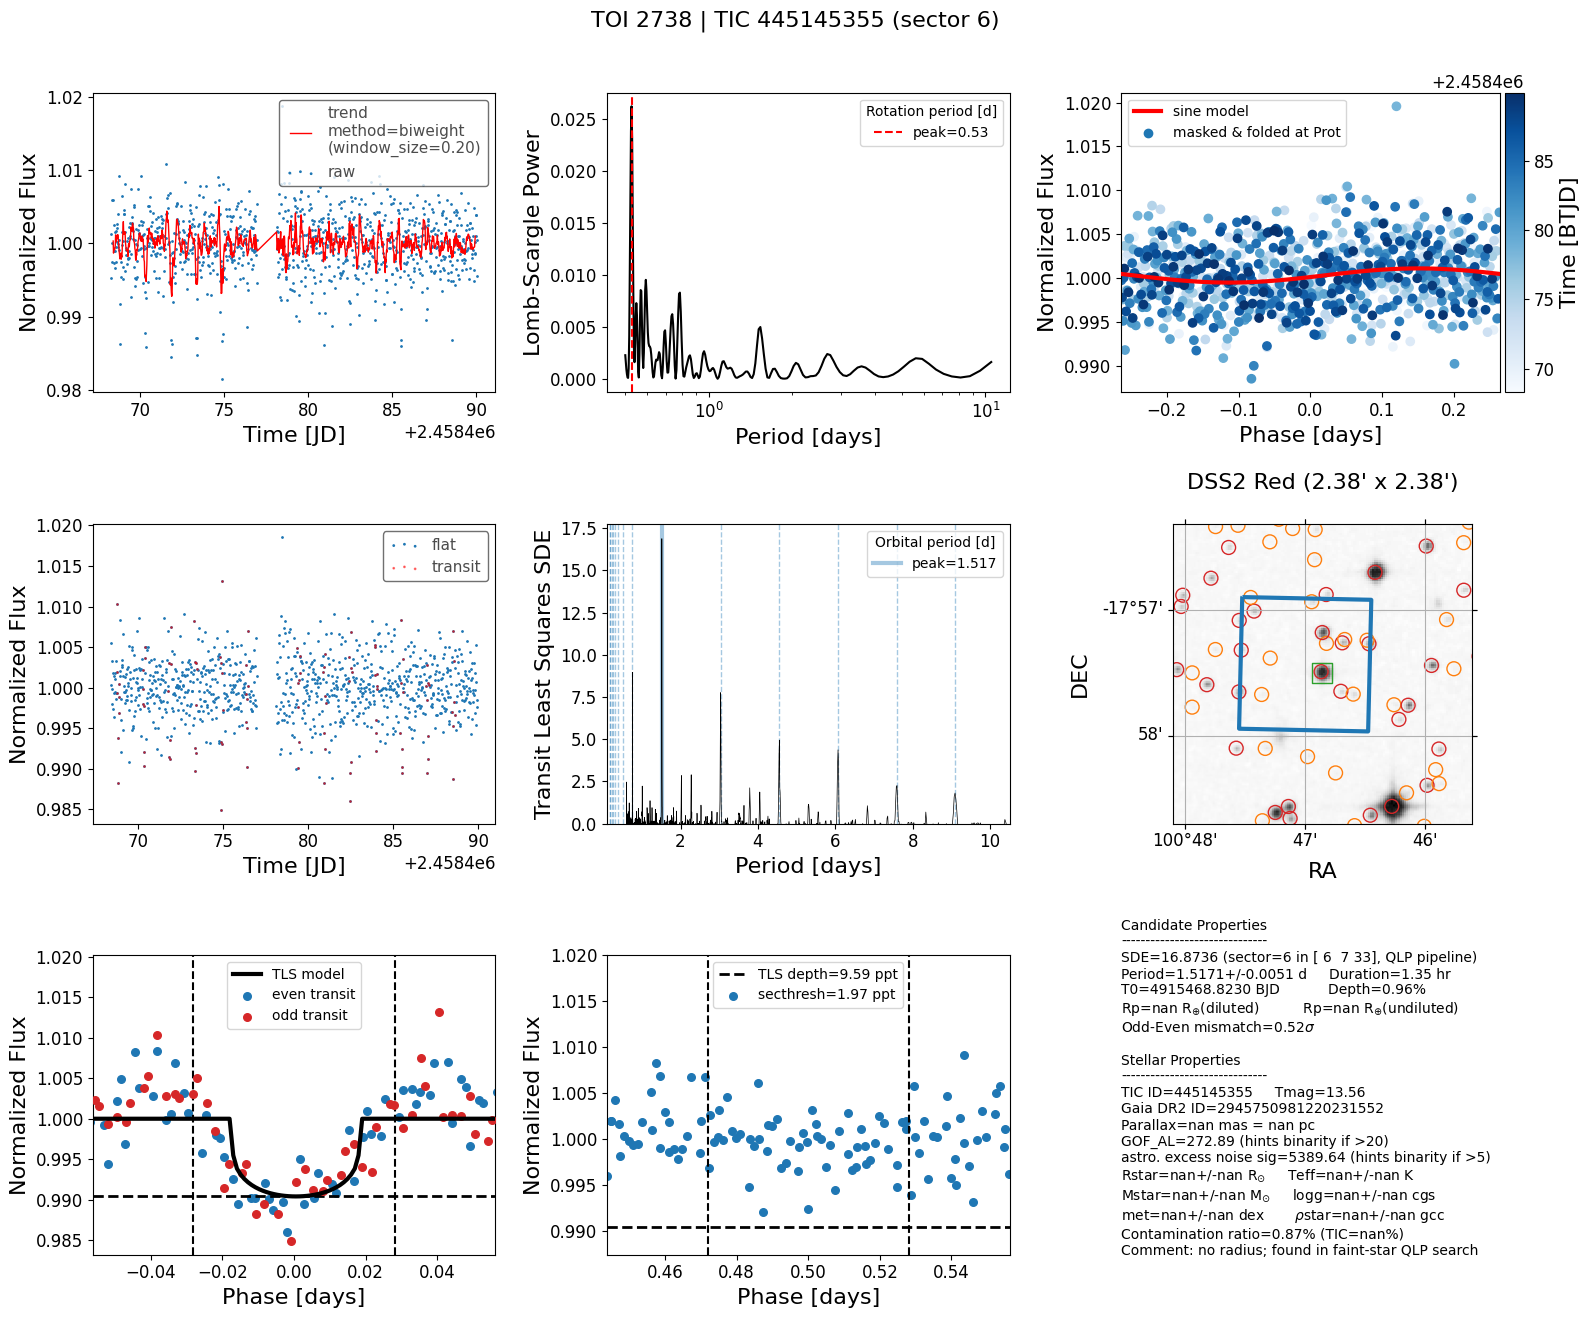 TOI 2738 | TIC 445145355 (sector 6)
Normalized Flux
1.02
1.01
1.00
0.99
0.98
trend
method=biweight
(window_size=0.20)
raw
70
75
80
85
90
Time [JD]
+2.4584e6
Lomb-Scargle Power
0.025
0.020
0.015
0.010
0.005
0.000
Rotation period [d]
peak=0.53
10⁰
10¹
Period [days]
Normalized Flux
1.020
1.015
1.010
1.005
1.000
0.995
0.990
sine model
masked & folded at Prot
−0.2
−0.1
0.0
0.1
0.2
Phase [days]
+2.4584e6
85
80
75
70
Time [BTJD]
Normalized Flux
1.020
1.015
1.010
1.005
1.000
0.995
0.990
0.985
flat
transit
70
75
80
85
90
Time [JD]
+2.4584e6
Transit Least Squares SDE
17.5
15.0
12.5
10.0
7.5
5.0
2.5
0.0
Orbital period [d]
peak=1.517
2
4
6
8
10
Period [days]
DSS2 Red (2.38' x 2.38')
DEC
-17°57'
58'
100°48'
47'
46'
RA
Normalized Flux
1.020
1.015
1.010
1.005
1.000
0.995
0.990
0.985
TLS model
even transit
odd transit
−0.04
−0.02
0.00
0.02
0.04
Phase [days]
Normalized Flux
1.020
1.015
1.010
1.005
1.000
0.995
0.990
TLS depth=9.59 ppt
secthresh=1.97 ppt
0.46
0.48
0.50
0.52
0.54
Phase [days]
Candidate Properties
------------------------------
SDE=16.8736 (sector=6 in [ 6 7 33], QLP pipeline)
Period=1.5171+/-0.0051 d Duration=1.35 hr
T0=4915468.8230 BJD Depth=0.96%
Rp=nan R⊕(diluted) Rp=nan R⊕(undiluted)
Odd-Even mismatch=0.52σ
Stellar Properties
------------------------------
TIC ID=445145355 Tmag=13.56
Gaia DR2 ID=2945750981220231552
Parallax=nan mas = nan pc
GOF_AL=272.89 (hints binarity if >20)
astro. excess noise sig=5389.64 (hints binarity if >5)
Rstar=nan+/-nan R⊙ Teff=nan+/-nan K
Mstar=nan+/-nan M⊙ logg=nan+/-nan cgs
met=nan+/-nan dex ρstar=nan+/-nan gcc
Contamination ratio=0.87% (TIC=nan%)
Comment: no radius; found in faint-star QLP search